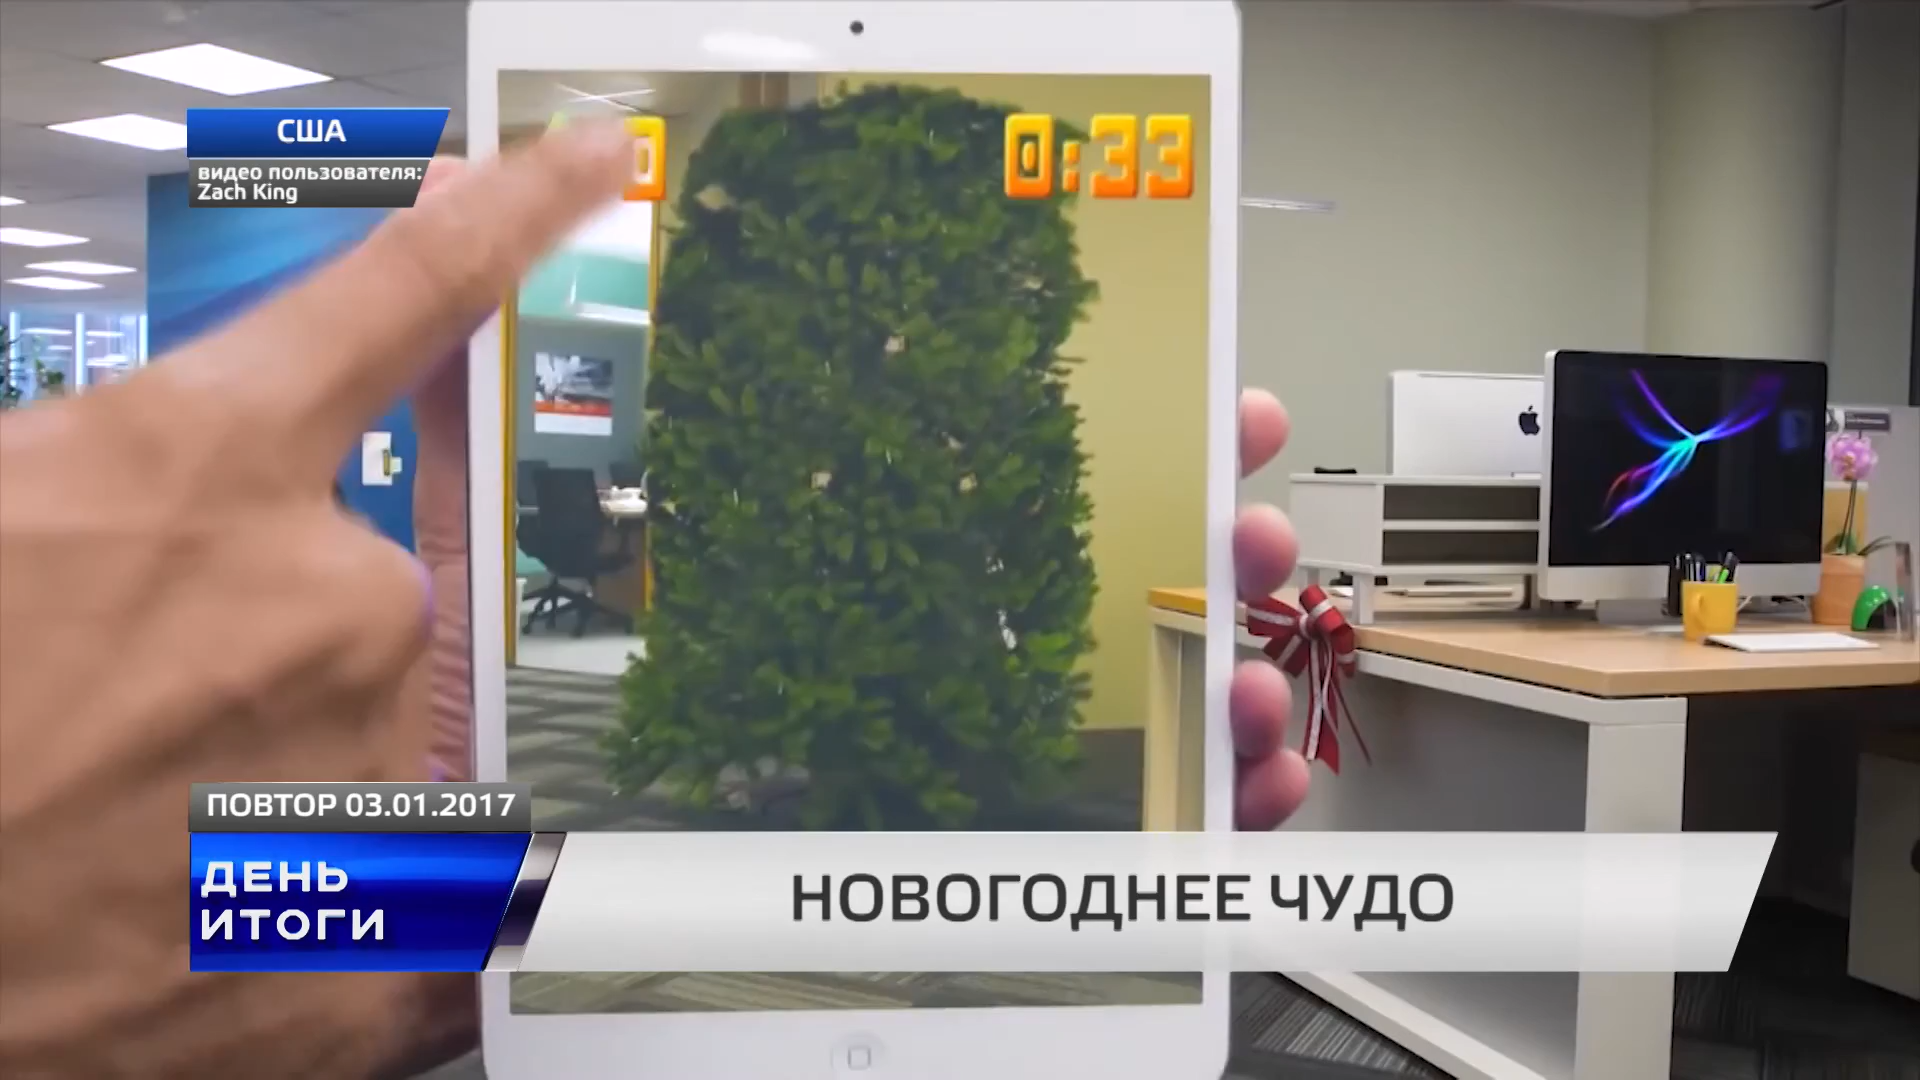 США
видео пользователя:
Zach King
0:33
ПОВТОР 03.01.2017
ДЕНЬ
ИТОГИ
НОВОГОДНЕЕ ЧУДО